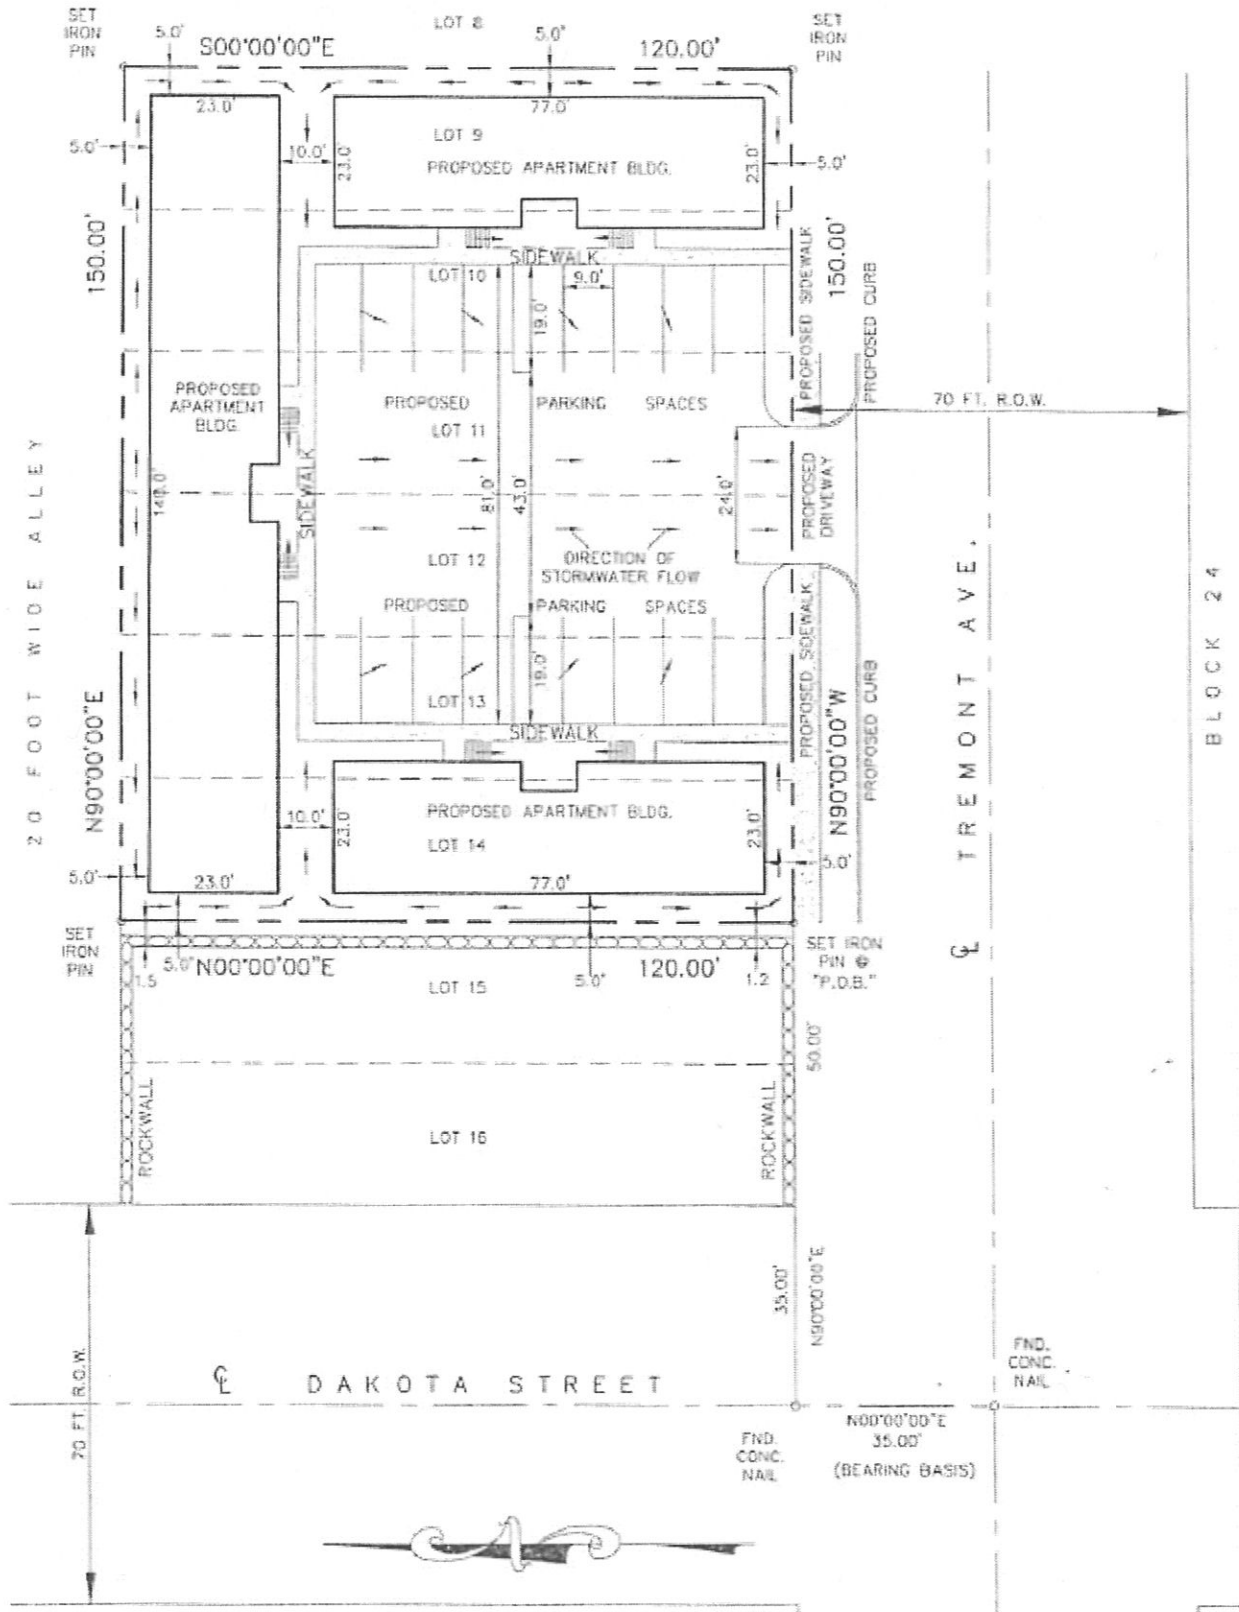 SET
IRON
PIN
5.0'
S00°00'00"E
LOT 8
5.0'
120.00'
SET
IRON
PIN
23.0'
77.0'
LOT 9
PROPOSED APARTMENT BLDG.
5.0'
10.0'
23.0'
23.0'
5.0'
150.00'
SIDEWALK
LOT 10
9.0'
19.0'
PROPOSED SIDEWALK
150.00'
PROPOSED CURB
PROPOSED
APARTMENT
BLDG.
PROPOSED PARKING SPACES
LOT 11
70 FT. R.O.W.
20 FOOT WIDE ALLEY
SIDEWALK
81.0'
43.0'
24.0'
PROPOSED
DRIVEWAY
LOT 12
DIRECTION OF
STORMWATER FLOW
PROPOSED PARKING SPACES
TREMONT AVE.
BLOCK 24
N90°00'00"E
LOT 13
19.0'
PROPOSED SIDEWALK
N90°00'00"W
PROPOSED CURB
SIDEWALK
PROPOSED APARTMENT BLDG.
LOT 14
10.0'
23.0'
23.0'
5.0'
5.0'
23.0'
77.0'
SET
IRON
PIN
1.5
5.0'
N00°00'00"E
LOT 15
5.0'
120.00'
1.2
SET IRON
PIN @
"P.O.B."
50.00'
ROCKWALL
LOT 16
ROCKWALL
35.00'
N90°00'00"E
70 FT. R.O.W.
DAKOTA STREET
FND.
CONC.
NAIL
FND.
CONC.
NAIL
N00°00'00"E
35.00'
(BEARING BASIS)